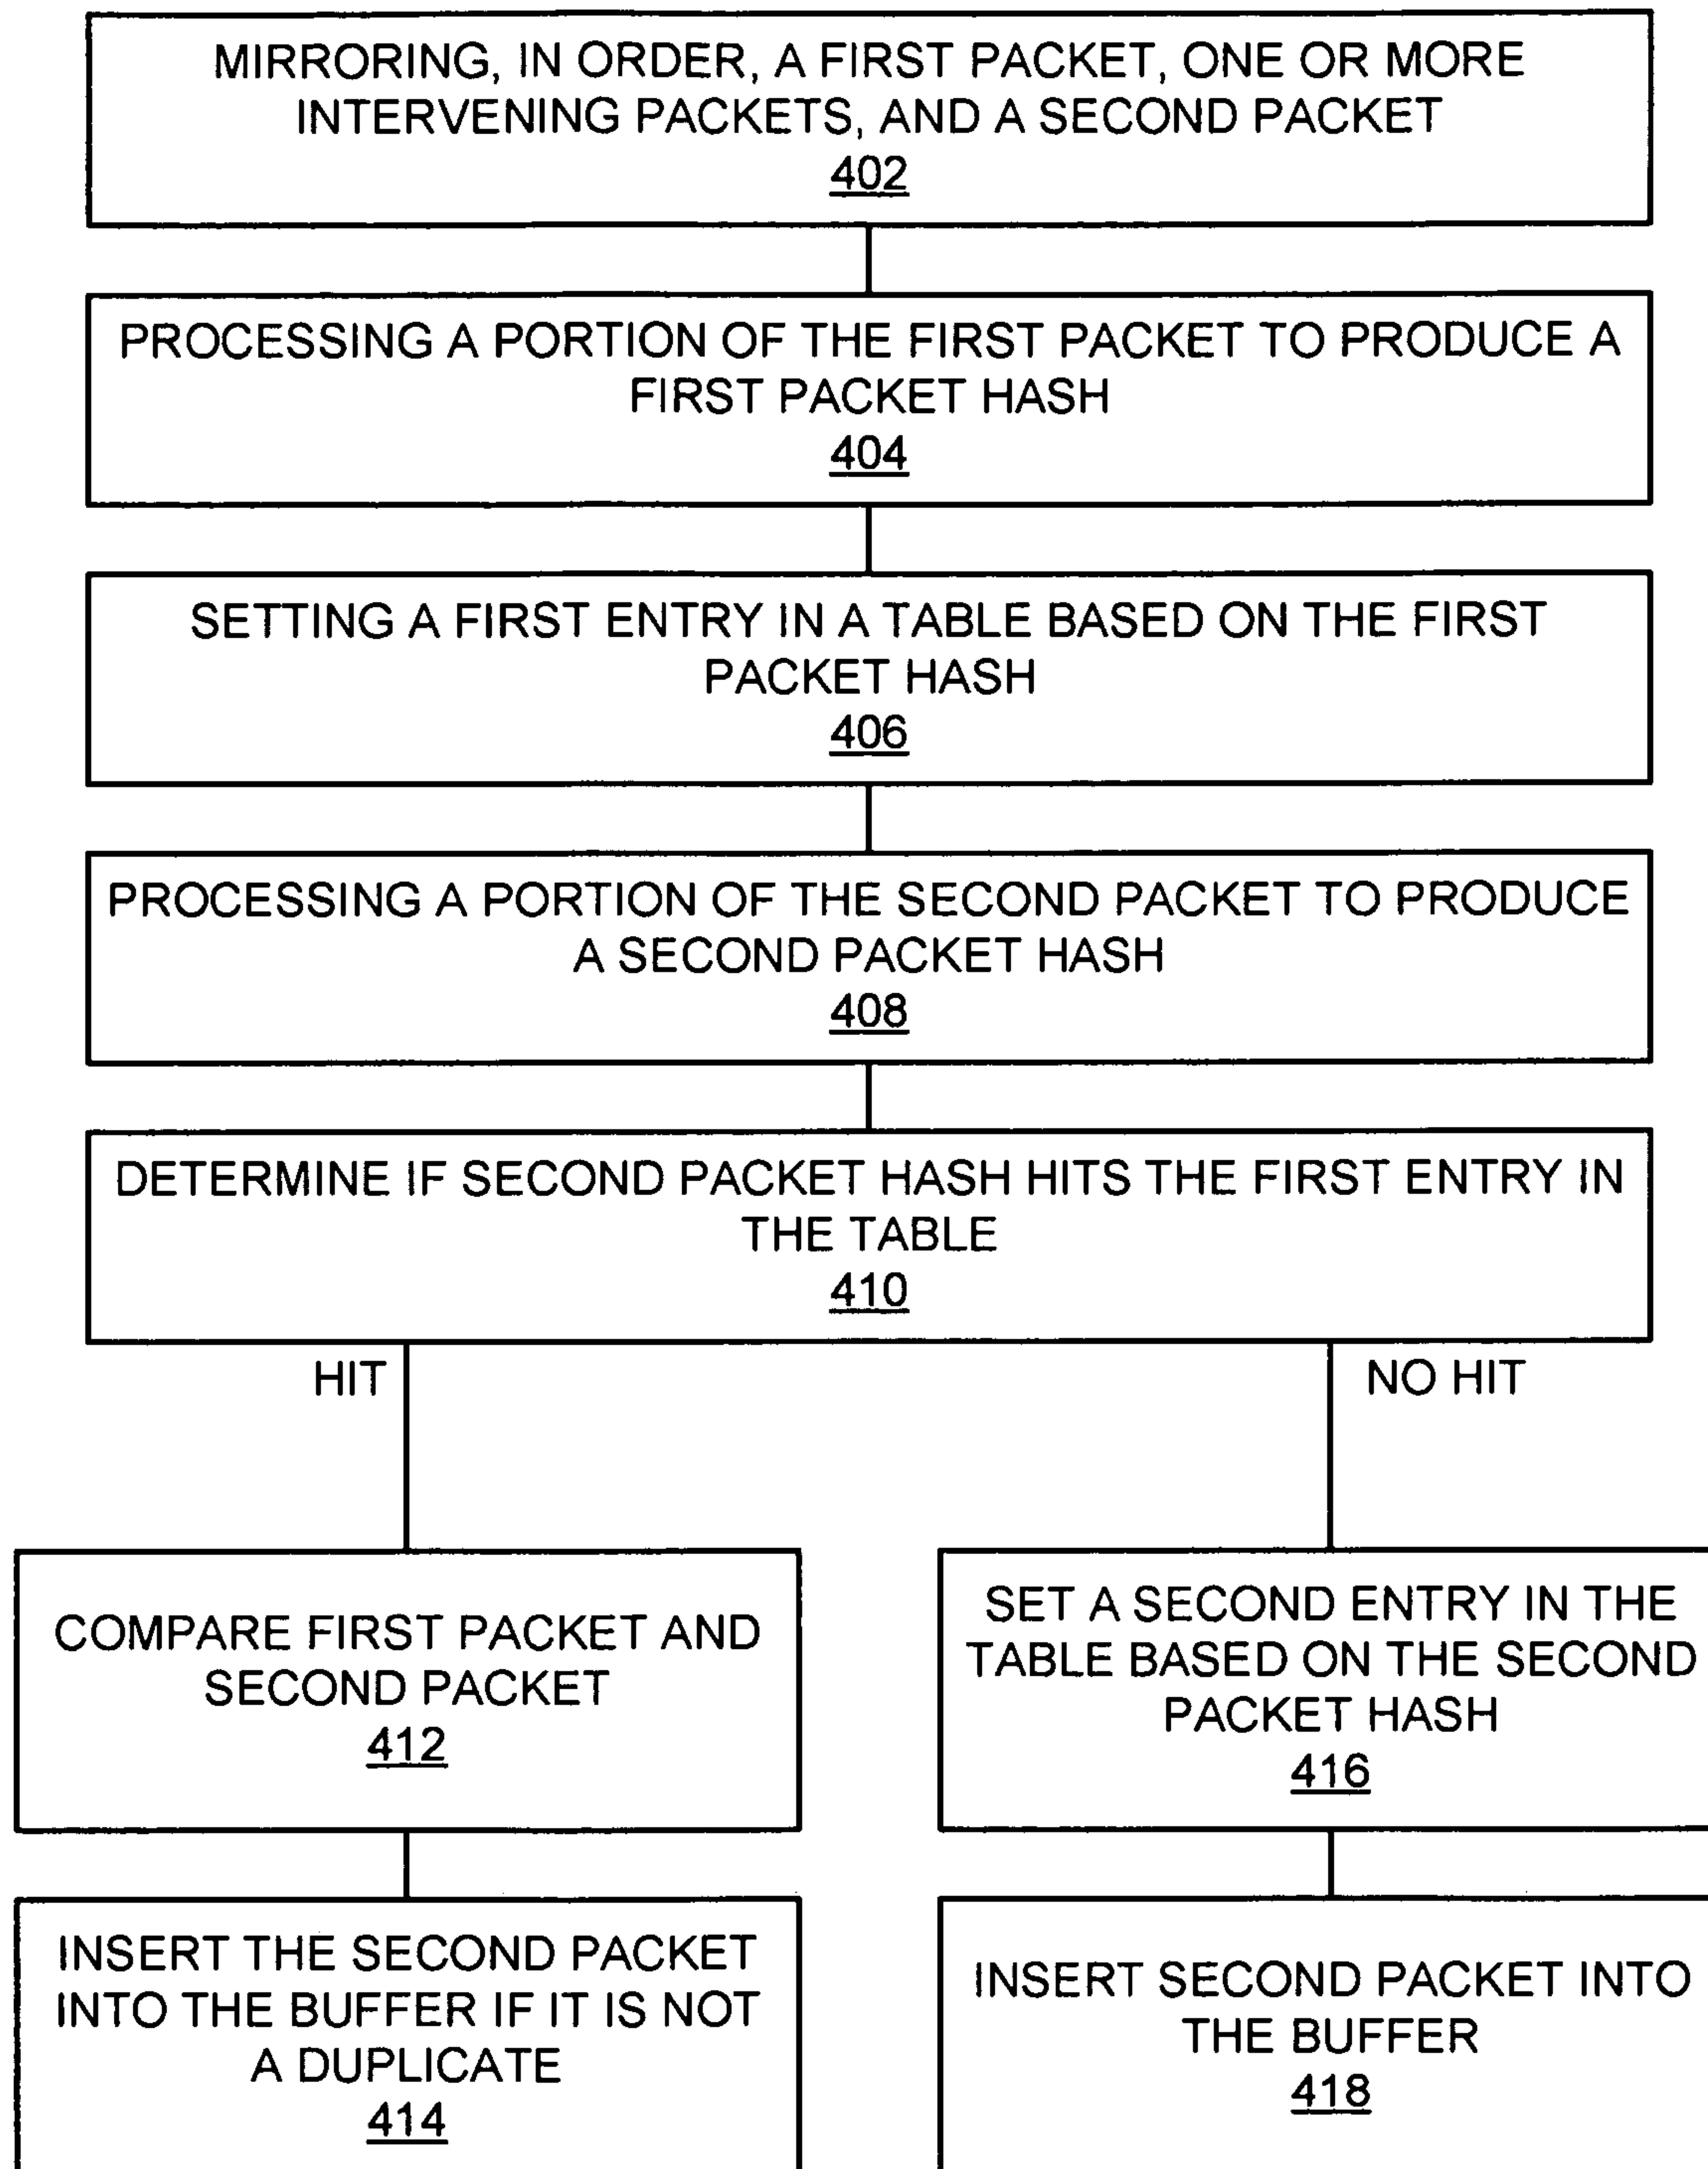 MIRRORING, IN ORDER, A FIRST PACKET, ONE OR MORE
INTERVENING PACKETS, AND A SECOND PACKET
402
PROCESSING A PORTION OF THE FIRST PACKET TO PRODUCE A
FIRST PACKET HASH
404
SETTING A FIRST ENTRY IN A TABLE BASED ON THE FIRST
PACKET HASH
406
PROCESSING A PORTION OF THE SECOND PACKET TO PRODUCE
A SECOND PACKET HASH
408
DETERMINE IF SECOND PACKET HASH HITS THE FIRST ENTRY IN
THE TABLE
410
HIT
NO HIT
COMPARE FIRST PACKET AND
SECOND PACKET
412
SET A SECOND ENTRY IN THE
TABLE BASED ON THE SECOND
PACKET HASH
416
INSERT THE SECOND PACKET
INTO THE BUFFER IF IT IS NOT
A DUPLICATE
414
INSERT SECOND PACKET INTO
THE BUFFER
418